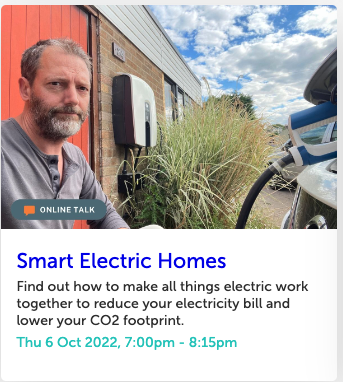 ONLINE TALK
Smart Electric Homes
Find out how to make all things electric work
together to reduce your electricity bill and
lower your CO2 footprint.
Thu 6 Oct 2022, 7:00pm - 8:15pm